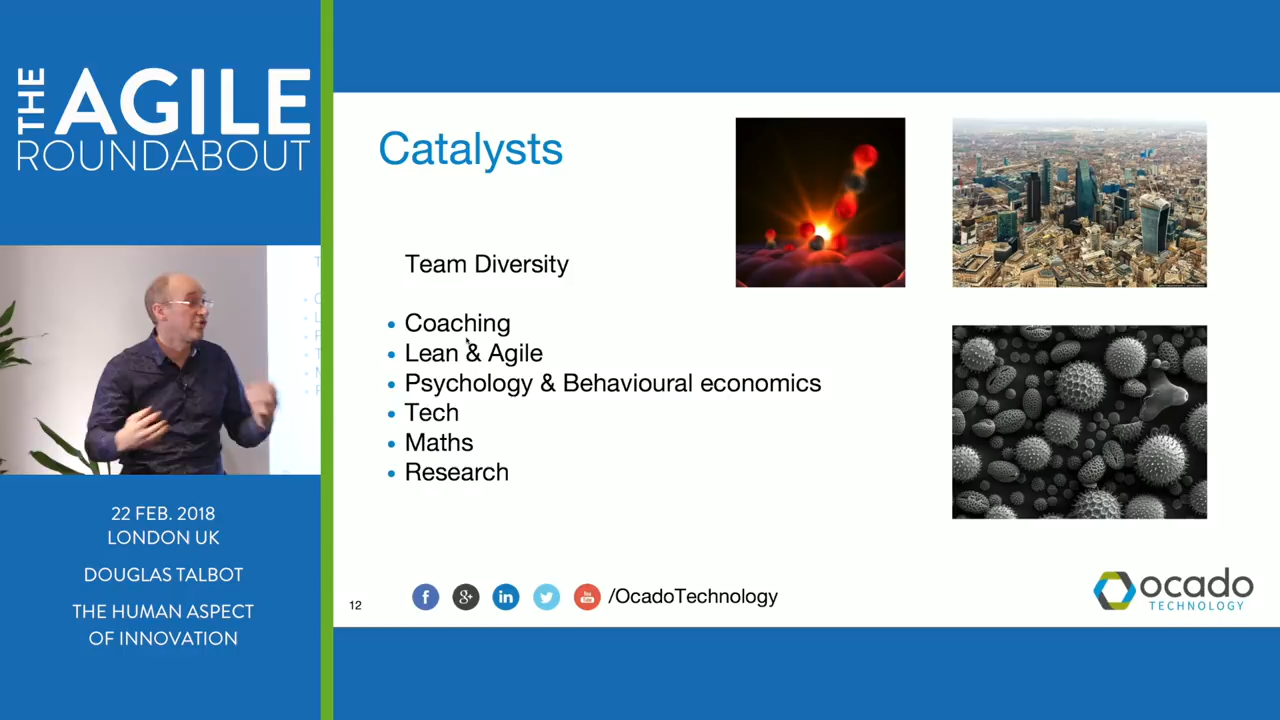 THE AGILE
ROUNDABOUT
22 FEB. 2018
LONDON UK
DOUGLAS TALBOT
THE HUMAN ASPECT
OF INNOVATION
Catalysts
Team Diversity
• Coaching
• Lean & Agile
• Psychology & Behavioural economics
• Tech
• Maths
• Research
12
/OcadoTechnology
ocado
TECHNOLOGY